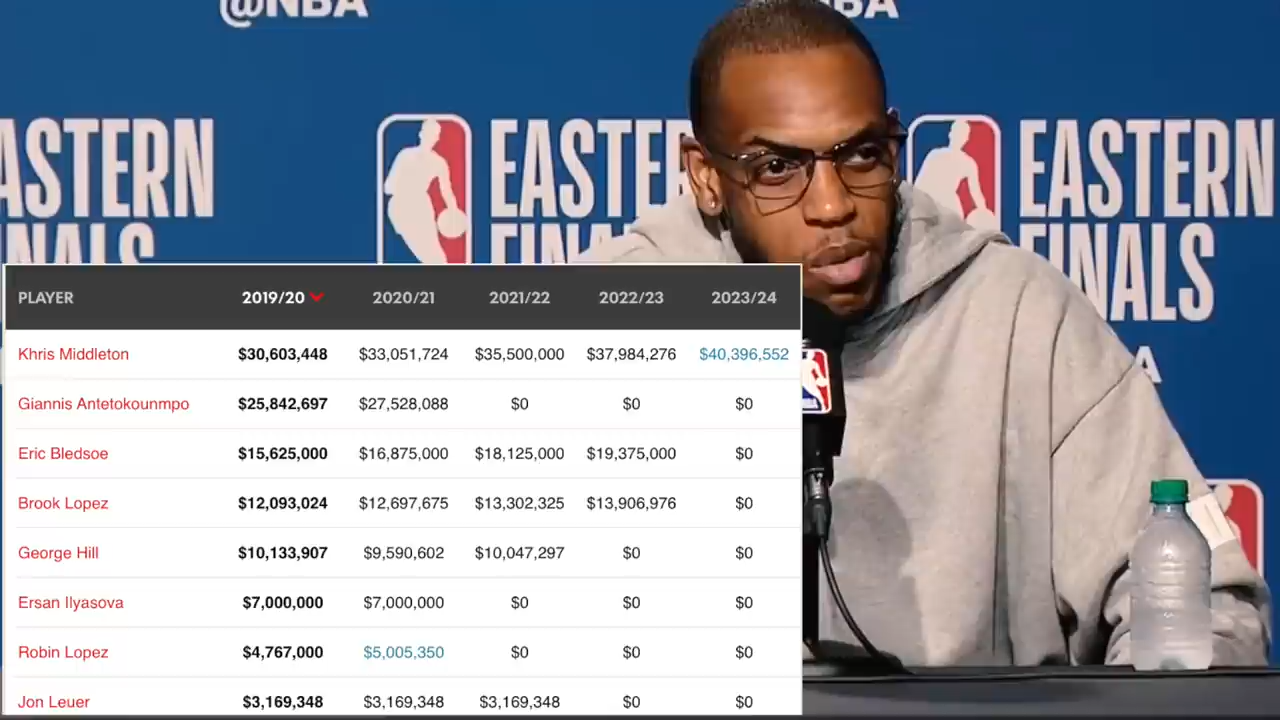 @NBA
BA
ASTERN
NALS
EASTER
FINA
EASTERN
FINALS
A
PLAYER 2019/20 2020/21 2021/22 2022/23 2023/24
Khris Middleton $30,603,448 $33,051,724 $35,500,000 $37,984,276 $40,396,552
Giannis Antetokounmpo $25,842,697 $27,528,088 $0 $0 $0
Eric Bledsoe $15,625,000 $16,875,000 $18,125,000 $19,375,000 $0
Brook Lopez $12,093,024 $12,697,675 $13,302,325 $13,906,976 $0
George Hill $10,133,907 $9,590,602 $10,047,297 $0 $0
Ersan Ilyasova $7,000,000 $7,000,000 $0 $0 $0
Robin Lopez $4,767,000 $5,005,350 $0 $0 $0
Jon Leuer $3,169,348 $3,169,348 $3,169,348 $0 $0